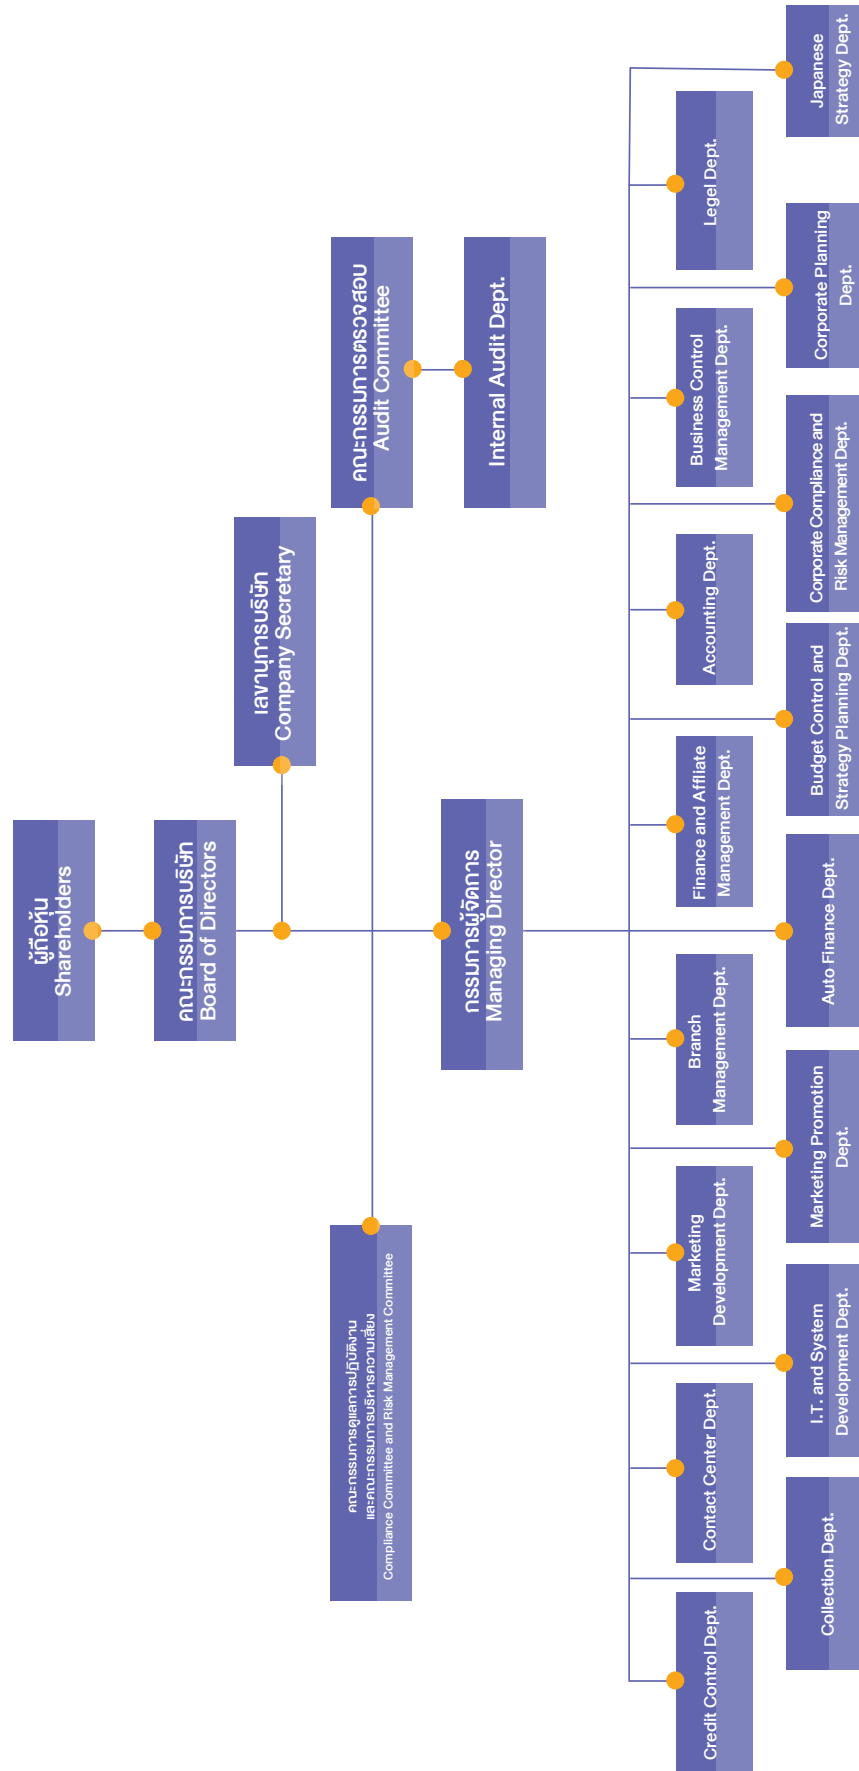 ผู้ถือหุ้น
Shareholders
คณะกรรมการบริษัท
Board of Directors
เลขานุการบริษัท
Company Secretary
คณะกรรมการดูแลการปฏิบัติงาน
และคณะกรรมการบริหารความเสี่ยง
Compliance Committee and Risk Management Committee
คณะกรรมการตรวจสอบ
Audit Committee
Internal Audit Dept.
กรรมการผู้จัดการ
Managing Director
Credit Control Dept.
Contact Center Dept.
Marketing
Development Dept.
Branch
Management Dept.
Finance and Affliate
Management Dept.
Accounting Dept.
Business Control
Management Dept.
Legel Dept.
Collection Dept.
I.T. and System
Development Dept.
Marketing Promotion
Dept.
Auto Finance Dept.
Budget Control and
Strategy Planning Dept.
Corporate Compliance and
Risk Management Dept.
Corporate Planning
Dept.
Japanese
Strategy Dept.